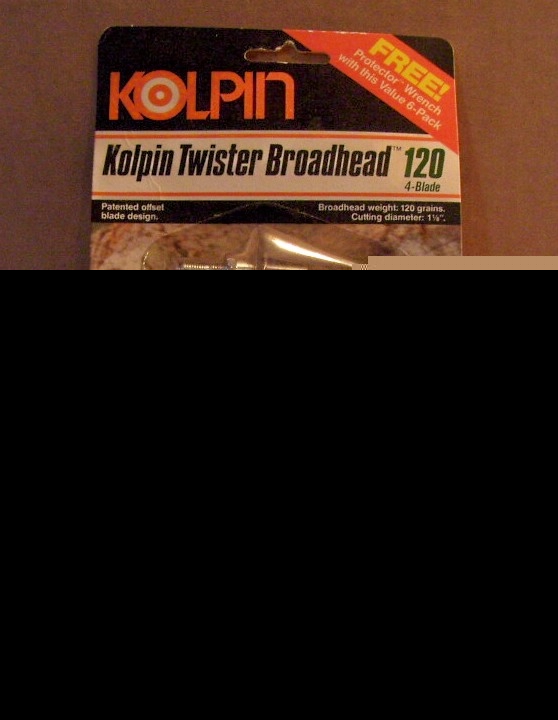 KOLPIN
FREE!
Protector™ Wrench
with this Value 6-Pack
Kolpin Twister Broadhead™ 120
4-Blade
Patented offset
blade design.
Broadhead weight: 120 grains.
Cutting diameter: 1⅛".